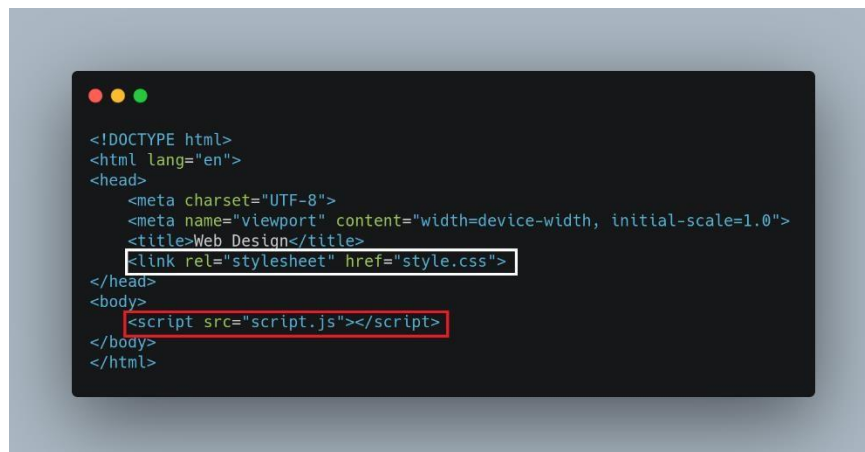 <!DOCTYPE html>
<html lang="en">
<head>
    <meta charset="UTF-8">
    <meta name="viewport" content="width=device-width, initial-scale=1.0">
    <title>Web Design</title>
    <link rel="stylesheet" href="style.css">
</head>
<body>
    <script src="script.js"></script>
</body>
</html>